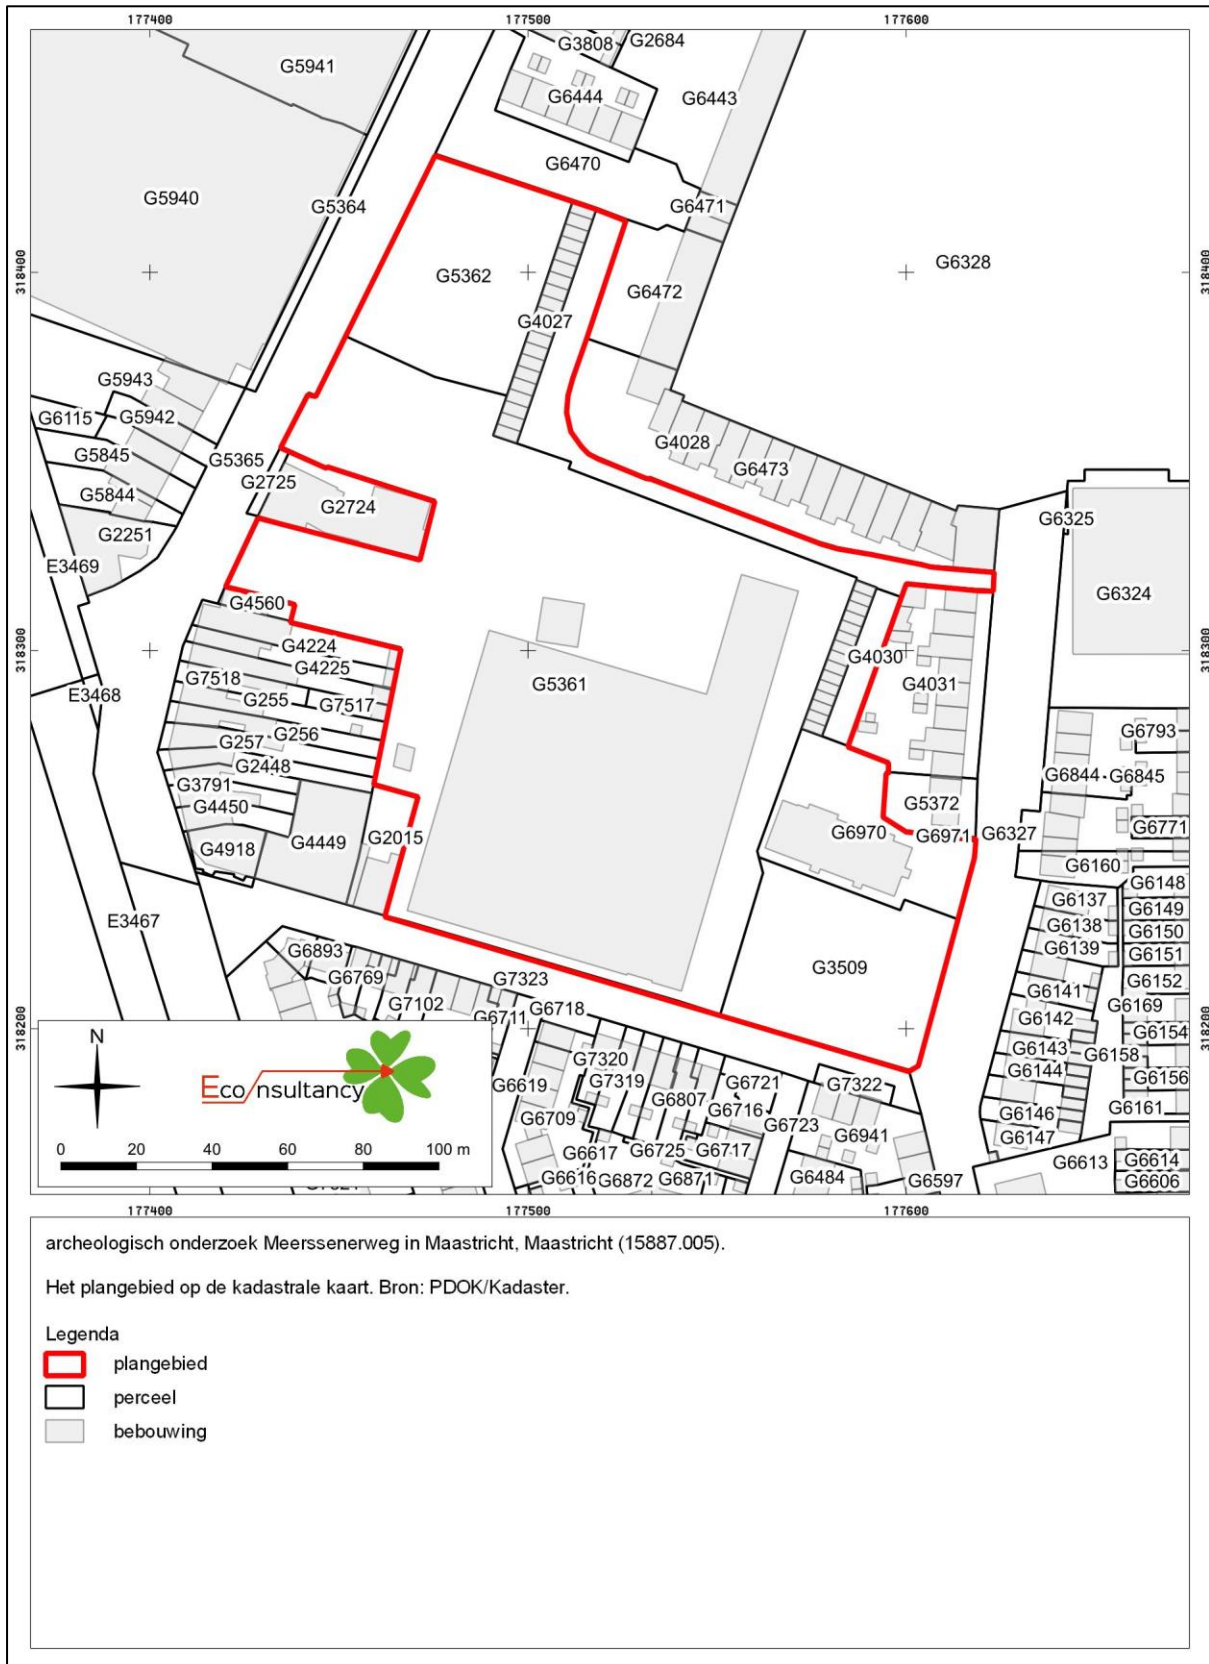 177400 177500 177600
G3808 G2684
G5941
G6444 G6443
G6470
G5940 G5364 G6471
G6328
318400 318400
G5362 G6472
G4027
G5943
G6115 G5942
G5845 G5365 G4028
G2725 G6473
G5844 G2724
G2251 G6325
E3469
G4560 G6324
G4224
318300 318300
G4225 G4030
G7518 G5361 G4031
E3468 G255 G7517
G256 G6793
G257
G2448 G6844 G6845
G3791 G5372
G4450 G6771
G2015 G6970 G6971 G6327
G4918 G4449
G6160 G6148
G6137 G6149
E3467 G6138 G6150
G6893 G6139 G6151
G6769 G7323 G3509 G6152
G7102 G6718 G6141 G6169
G6711 G6142 G6154
318200 318200
N G7320 G6143 G6158
Econsultancy G6619 G7319 G6721 G7322 G6144 G6156
G6807 G6716
G6709 G6723 G6146 G6161
G6941 G6147
G6617 G6725 G6717 G6613 G6614
0 20 40 60 80 100 m
G6616 G6872 G6871 G6484 G6597 G6606
177400 177500 177600
archeologisch onderzoek Meerssenerweg in Maastricht, Maastricht (15887.005).
Het plangebied op de kadastrale kaart. Bron: PDOK/Kadaster.
Legenda
plangebied
perceel
bebouwing